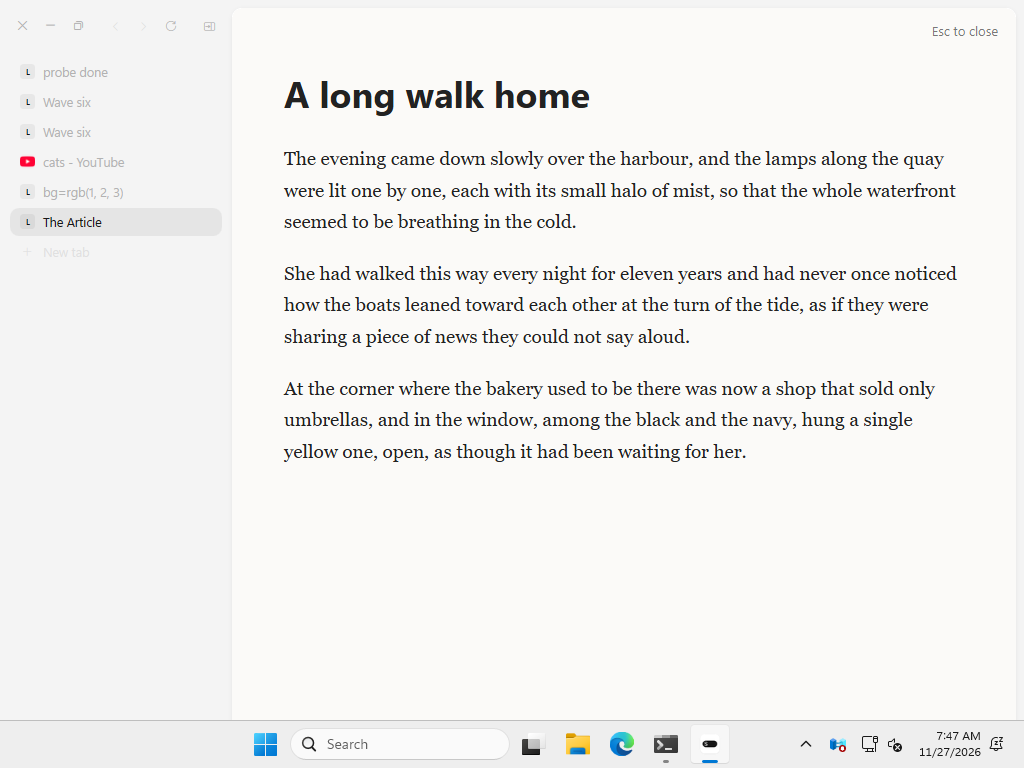 Esc to close
L probe done
L Wave six
L Wave six
cats - YouTube
L bg=rgb(1, 2, 3)
L The Article
+ New tab
A long walk home
The evening came down slowly over the harbour, and the lamps along the quay
were lit one by one, each with its small halo of mist, so that the whole waterfront
seemed to be breathing in the cold.
She had walked this way every night for eleven years and had never once noticed
how the boats leaned toward each other at the turn of the tide, as if they were
sharing a piece of news they could not say aloud.
At the corner where the bakery used to be there was now a shop that sold only
umbrellas, and in the window, among the black and the navy, hung a single
yellow one, open, as though it had been waiting for her.
Search
7:47 AM
11/27/2026